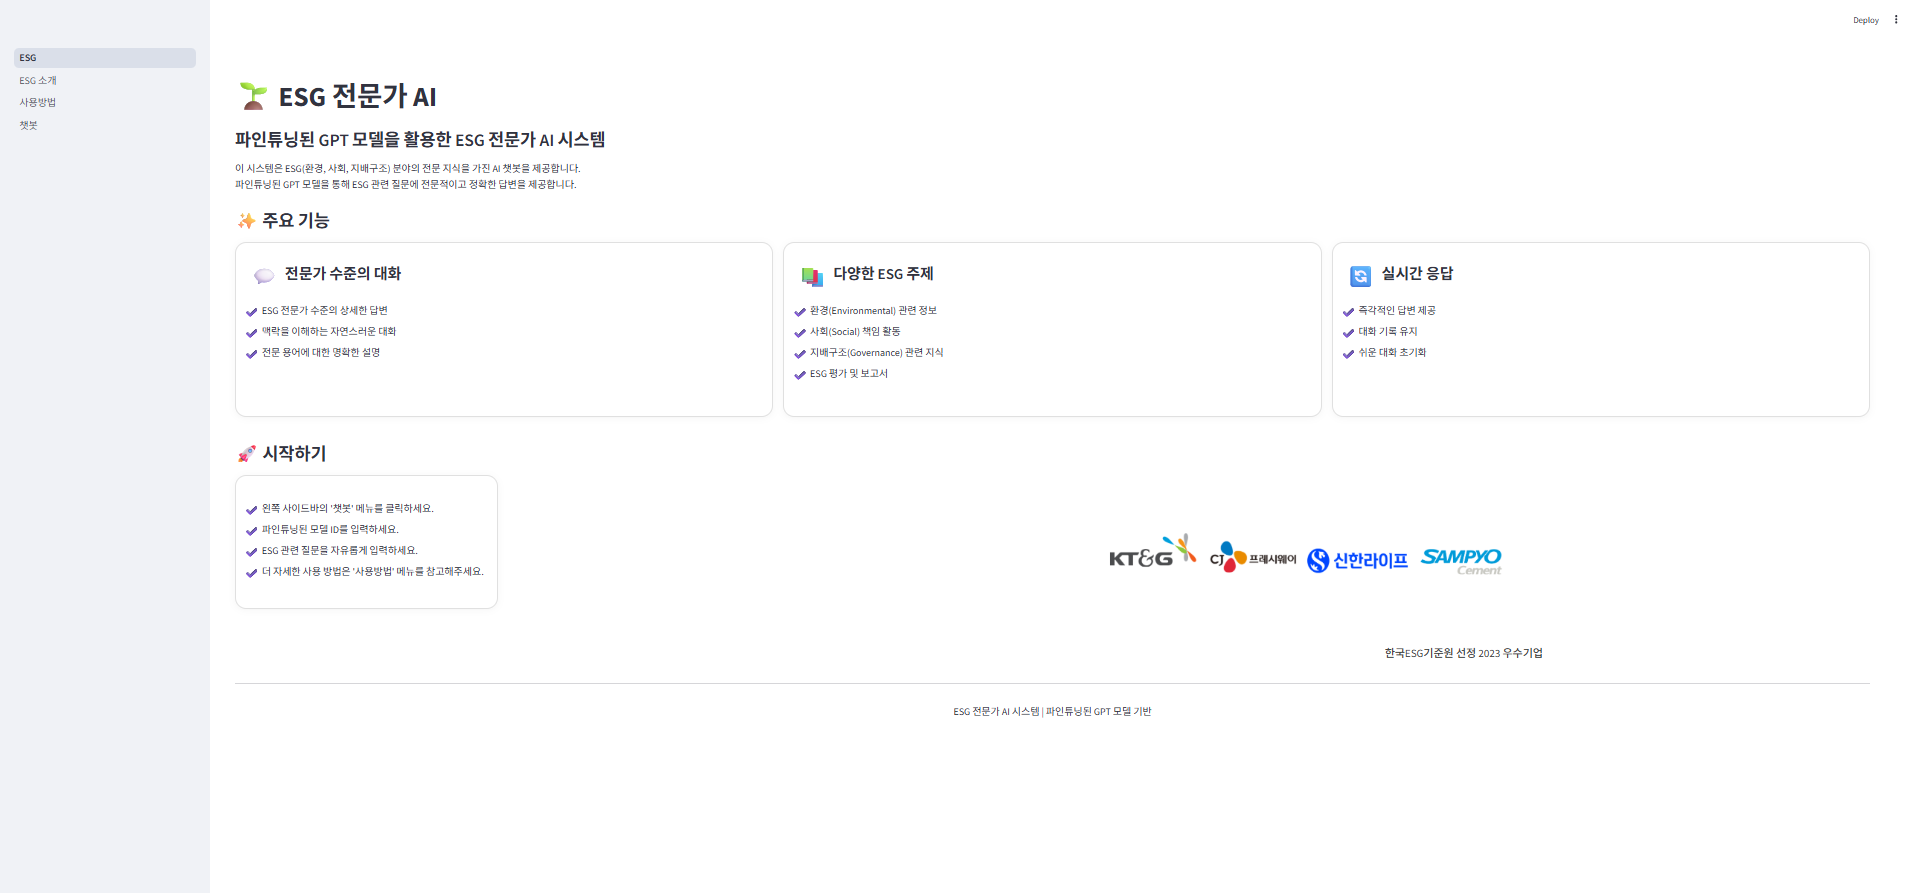 Deploy
ESG
ESG 소개
사용방법
챗봇
ESG 전문가 AI
파인튜닝된 GPT 모델을 활용한 ESG 전문가 AI 시스템
이 시스템은 ESG(환경, 사회, 지배구조) 분야의 전문 지식을 가진 AI 챗봇을 제공합니다.
파인튜닝된 GPT 모델을 통해 ESG 관련 질문에 전문적이고 정확한 답변을 제공합니다.
주요 기능
전문가 수준의 대화
ESG 전문가 수준의 상세한 답변
맥락을 이해하는 자연스러운 대화
전문 용어에 대한 명확한 설명
다양한 ESG 주제
환경(Environmental) 관련 정보
사회(Social) 책임 활동
지배구조(Governance) 관련 지식
ESG 평가 및 보고서
실시간 응답
즉각적인 답변 제공
대화 기록 유지
쉬운 대화 초기화
시작하기
왼쪽 사이드바의 '챗봇' 메뉴를 클릭하세요.
파인튜닝된 모델 ID를 입력하세요.
ESG 관련 질문을 자유롭게 입력하세요.
더 자세한 사용 방법은 '사용방법' 메뉴를 참고해주세요.
KT&G
CJ 프레시웨이
신한라이프
SAMPYO
Cement
한국ESG기준원 선정 2023 우수기업
ESG 전문가 AI 시스템 | 파인튜닝된 GPT 모델 기반